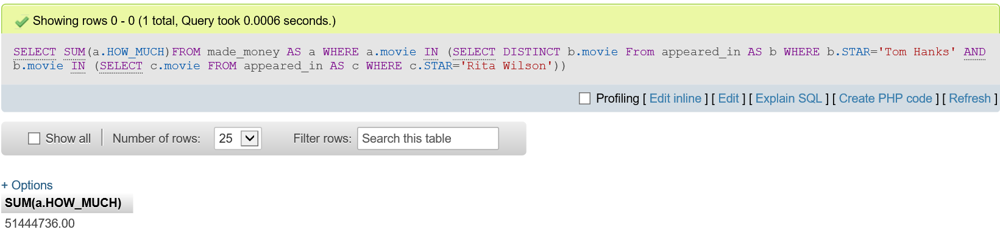 Showing rows 0 - 0 (1 total, Query took 0.0006 seconds.)
SELECT SUM(a.HOW_MUCH)FROM made_money AS a WHERE a.movie IN (SELECT DISTINCT b.movie From appeared_in AS b WHERE b.STAR='Tom Hanks' AND
b.movie IN (SELECT c.movie FROM appeared_in AS c WHERE c.STAR='Rita Wilson'))
Profiling [ Edit inline ] [ Edit ] [ Explain SQL ] [ Create PHP code ] [ Refresh ]
Show all Number of rows: 25 Filter rows: Search this table
+ Options
SUM(a.HOW_MUCH)
51444736.00